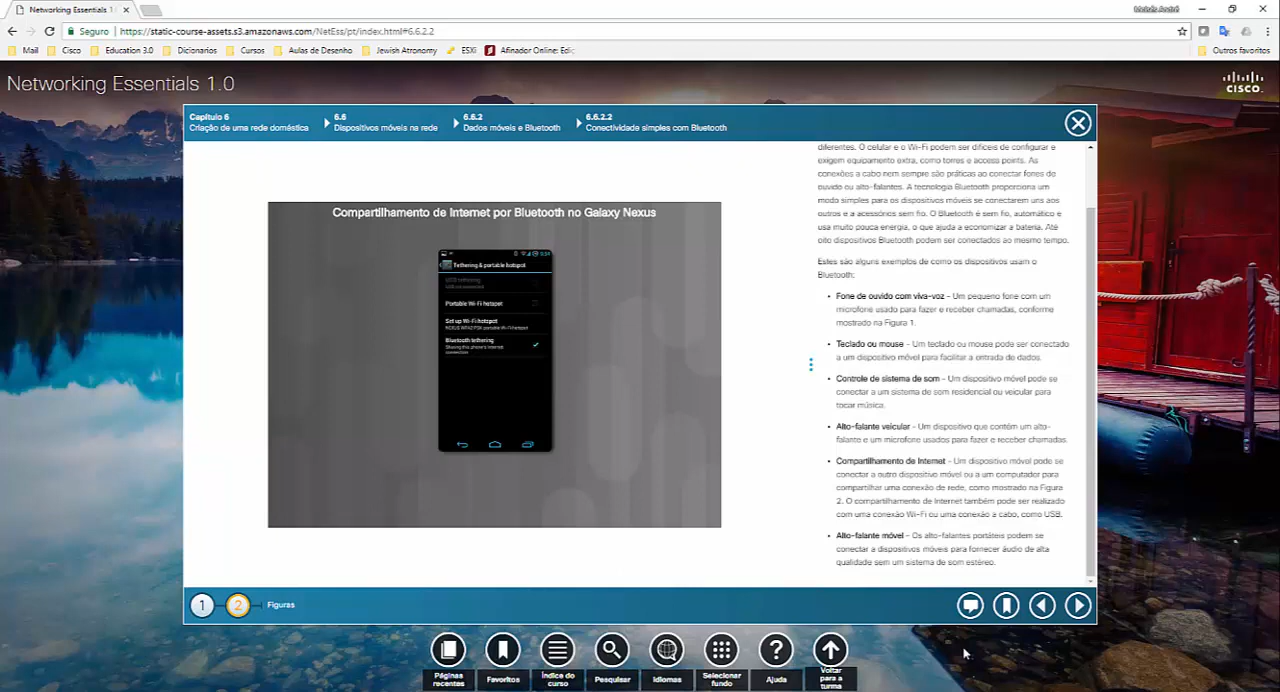 Networking Essentials 1.0
Moisés André
Seguro | https://static-course-assets.s3.amazonaws.com/NetEss/pt/index.html#6.6.2.2
Mail Cisco Education 3.0 Dicionarios Cursos Aulas de Desenho Jewish Atronomy ESXi Afinador Online: Edic Outros favoritos
Networking Essentials 1.0
CISCO.
Capítulo 6 6.6 6.6.2 6.6.2.2
Criação de uma rede doméstica Dispositivos móveis na rede Dados móveis e Bluetooth Conectividade simples com Bluetooth
Compartilhamento de Internet por Bluetooth no Galaxy Nexus
Tethering & portable hotspot
USB tethering
Portable Wi-Fi hotspot
Set up Wi-Fi hotspot
Bluetooth tethering
Sharing this phone's Internet
connection
diferentes. O celular e o Wi-Fi podem ser difíceis de configurar e
exigem equipamento extra, como torres e access points. As
conexões a cabo nem sempre são práticas ao conectar fones de
ouvido ou alto-falantes. A tecnologia Bluetooth proporciona um
modo simples para os dispositivos móveis se conectarem uns aos
outros e a acessórios sem fio. O Bluetooth é sem fio, automático e
usa muito pouca energia, o que ajuda a economizar a bateria. Até
oito dispositivos Bluetooth podem ser conectados ao mesmo tempo.
Estes são alguns exemplos de como os dispositivos usam o
Bluetooth:
• Fone de ouvido com viva-voz – Um pequeno fone com um
microfone usado para fazer e receber chamadas, conforme
mostrado na Figura 1.
• Teclado ou mouse – Um teclado ou mouse pode ser conectado
a um dispositivo móvel para facilitar a entrada de dados.
• Controle de sistema de som – Um dispositivo móvel pode se
conectar a um sistema de som residencial ou veicular para
tocar música.
• Alto-falante veicular – Um dispositivo que contém um alto-
falante e um microfone usados para fazer e receber chamadas.
• Compartilhamento de Internet – Um dispositivo móvel pode se
conectar a outro dispositivo móvel ou a um computador para
compartilhar uma conexão de rede, como mostrado na Figura
2. O compartilhamento de Internet também pode ser realizado
com uma conexão Wi-Fi ou uma conexão a cabo, como USB.
• Alto-falante móvel – Os alto-falantes portáteis podem se
conectar a dispositivos móveis para fornecer áudio de alta
qualidade sem um sistema de som estéreo.
1 2 Figuras
Páginas recentes
Favoritos
Índice do curso
Pesquisar
Idiomas
Selecionar fundo
Ajuda
Voltar para a turma